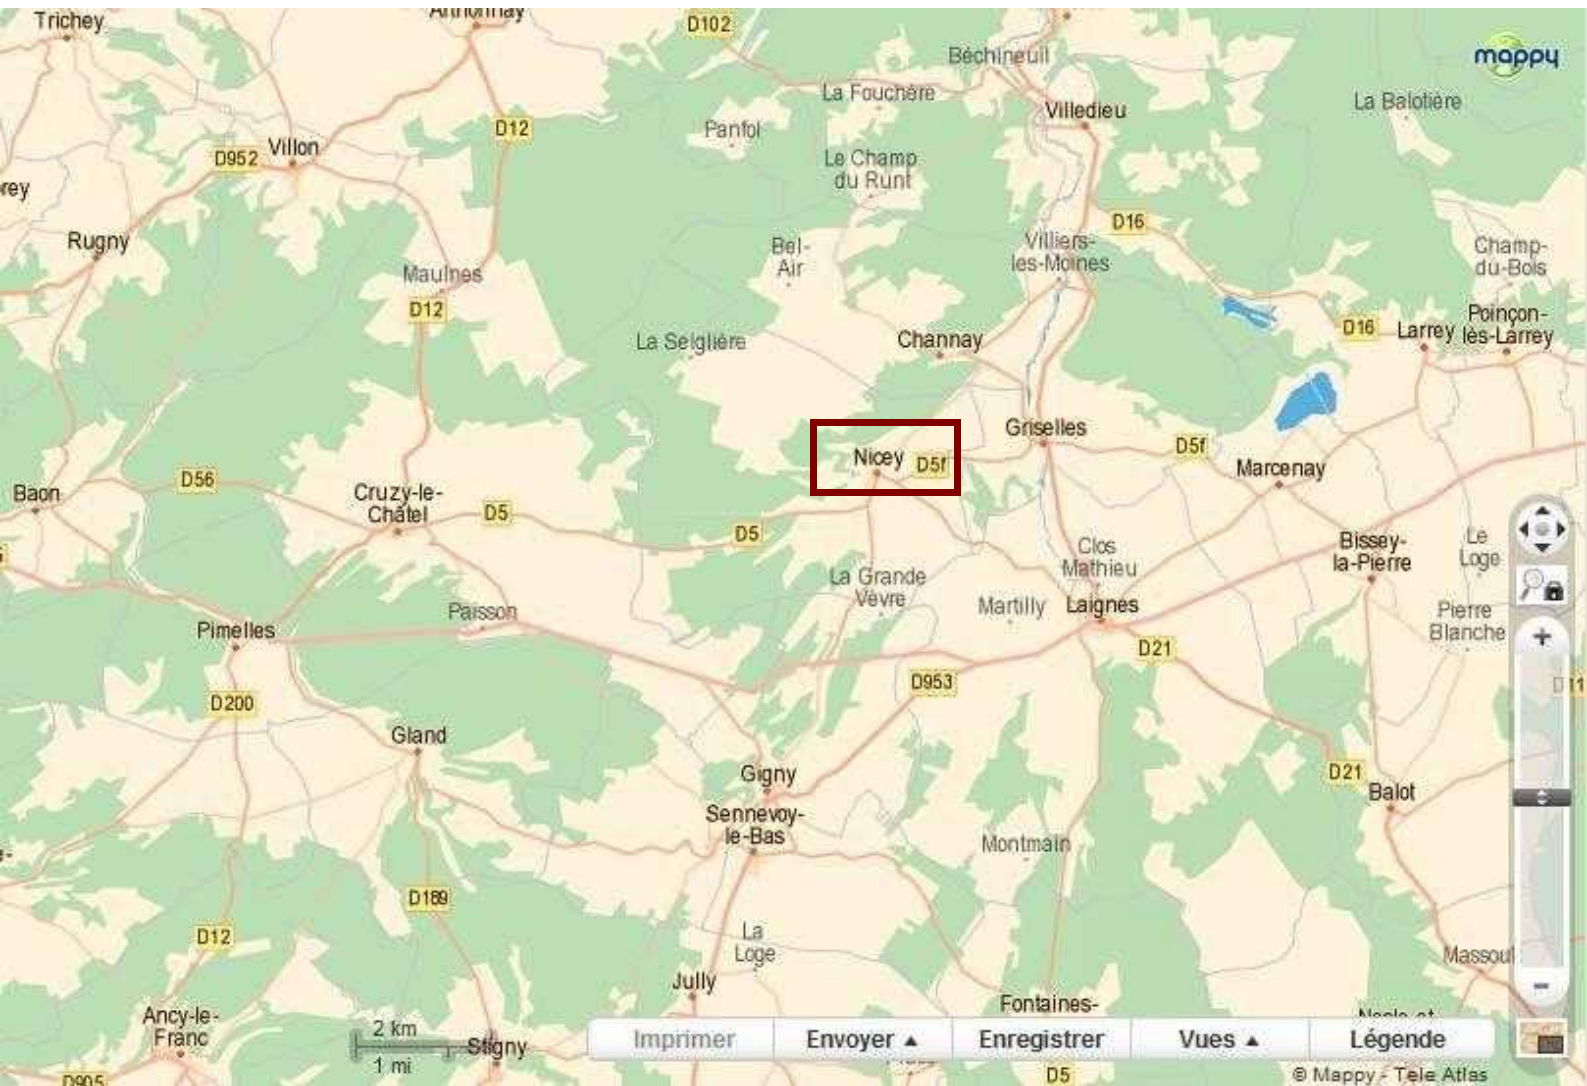 Trichey
Arthonnay
D102
Béchineuil
mappy
La Fouchère
La Balotière
Villedieu
Panfol
D12
Villon
D952
Le Champ
du Runt
D16
Rugny
Bel-
Air
Villiers-
les-Moines
Champ-
du-Bois
Maulnes
D12
Poinçon-
lès-Larrey
D16
Larrey
La Seiglière
Channay
Griselles
D5f
Nicey
D5f
Marcenay
D56
Baon
Cruzy-le-
Châtel
D5
D5
Clos
Mathieu
Bissey-
la-Pierre
Le
Loge
La Grande
Vèvre
Martilly
Laignes
Paisson
Pierre
Blanche
Pimelles
+
D21
D953
D200
Gland
D21
Gigny
Balot
Sennevoy-
le-Bas
Montmain
D189
D12
La
Loge
Massoul
Jully
Fontaines-
Ancy-le-
Franc
2 km
1 mi
Stigny
Imprimer
Envoyer ▲
Enregistrer
Vues ▲
Légende
D905
D5
© Mappy - Tele Atlas